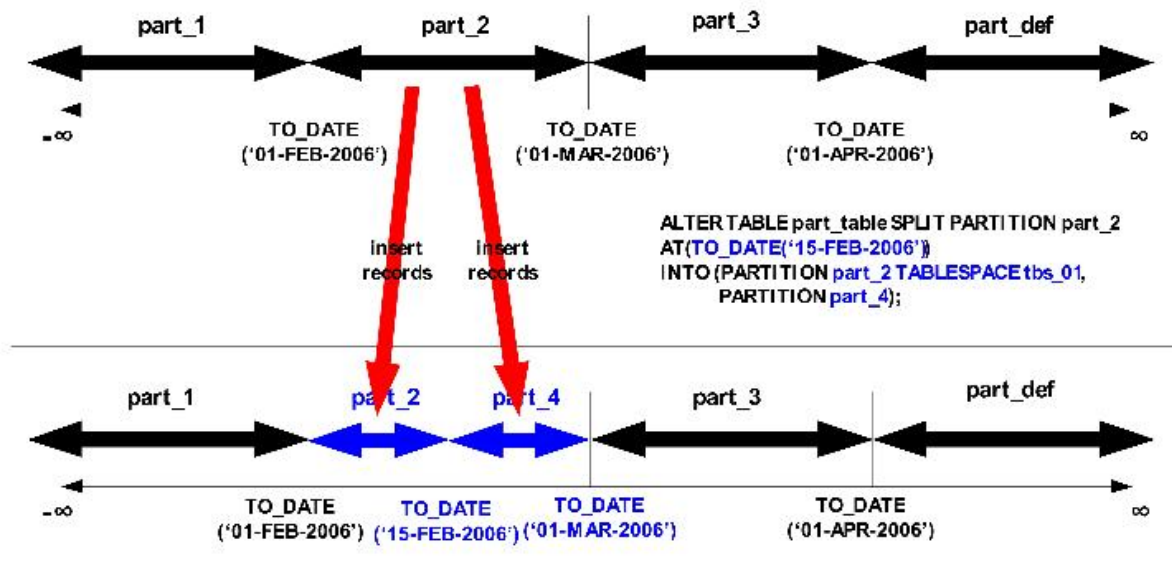 part_1
part_2
part_3
part_def
-∞
TO_DATE
('01-FEB-2006')
TO_DATE
('01-MAR-2006')
TO_DATE
('01-APR-2006')
∞
insert
records
insert
records
ALTER TABLE part_table SPLIT PARTITION part_2
AT(TO_DATE('15-FEB-2006'))
INTO (PARTITION part_2 TABLESPACE tbs_01,
PARTITION part_4);
part_1
part_2
part_4
part_3
part_def
-∞
TO_DATE
('01-FEB-2006')
TO_DATE
('15-FEB-2006')
TO_DATE
('01-MAR-2006')
TO_DATE
('01-APR-2006')
∞